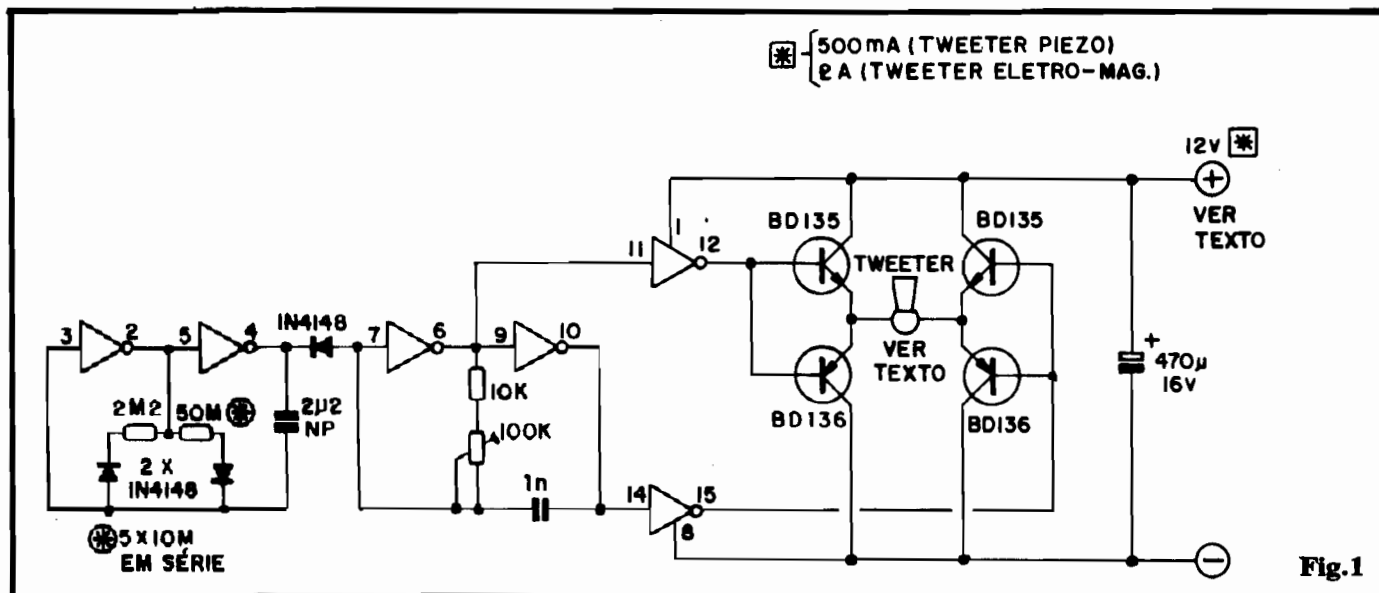 ✱ 500mA (TWEETER PIEZO)
2A (TWEETER ELETRO-MAG.)
12V ✱
+
VER
TEXTO
BD135
BD135
1
11
12
TWEETER
VER
TEXTO
BD136
BD136
+
470µ
16V
3
2
5
4
1N4148
7
6
9
10
10K
100K
2M2
50M ✱
2µ2
NP
2 X
1N4148
1n
14
15
8
✱ 5X10M
EM SÉRIE
−
Fig.1